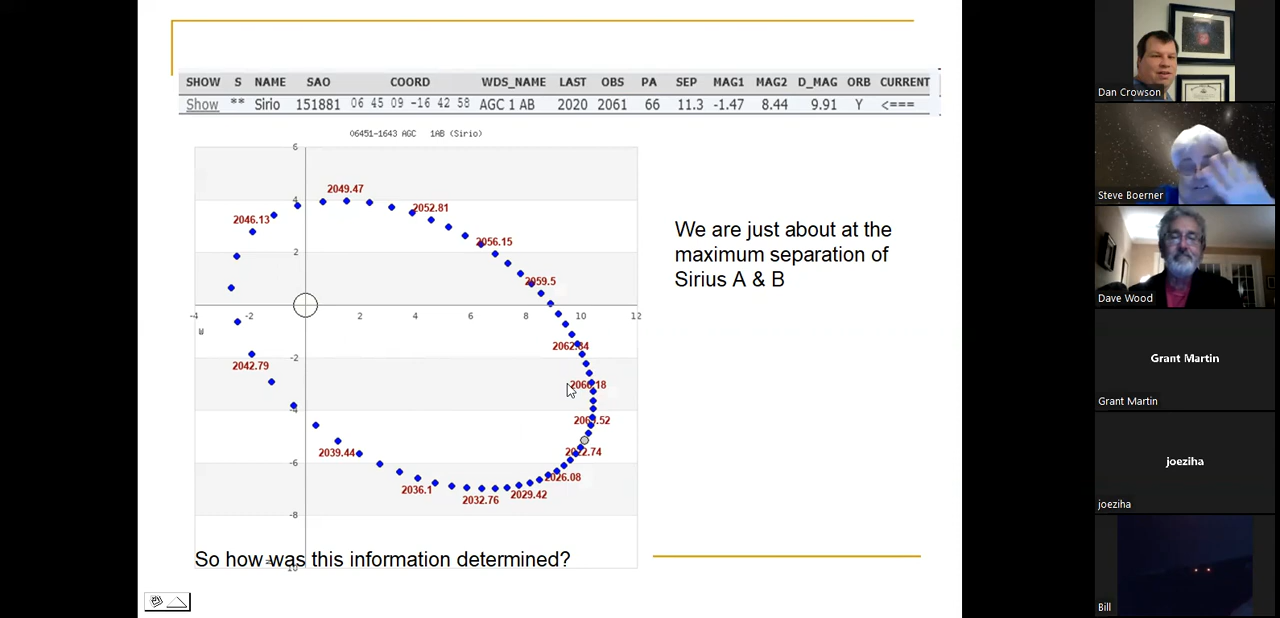 SHOW S NAME SAO COORD WDS_NAME LAST OBS PA SEP MAG1 MAG2 D_MAG ORB CURRENT
Show ** Sirio 151881 06 45 09 -16 42 58 AGC 1 AB 2020 2061 66 11.3 -1.47 8.44 9.91 Y <===
06451-1643 AGC 1AB (Sirio)
6
2049.47
4
2052.81
2046.13
2056.15
2
2059.5
-4
-2
2
4
6
8
10
12
W
2062.84
-2
2042.79
2066.18
-4
2022.74
2039.44
-6
2026.08
2036.1
2032.76
2029.42
-8
We are just about at the
maximum separation of
Sirius A & B
So how was this information determined?
Dan Crowson
Steve Boerner
Dave Wood
Grant Martin
Grant Martin
joeziha
joeziha
Bill